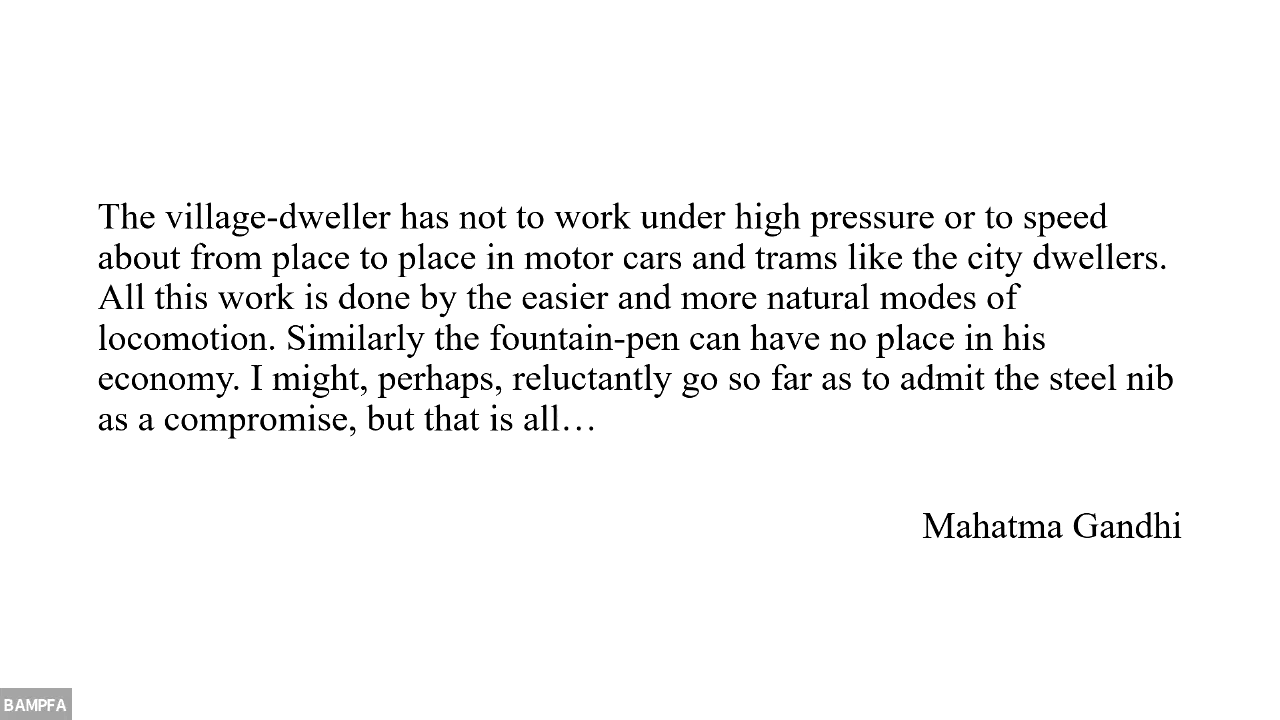 The village-dweller has not to work under high pressure or to speed
about from place to place in motor cars and trams like the city dwellers.
All this work is done by the easier and more natural modes of
locomotion. Similarly the fountain-pen can have no place in his
economy. I might, perhaps, reluctantly go so far as to admit the steel nib
as a compromise, but that is all…
Mahatma Gandhi
BAMPFA